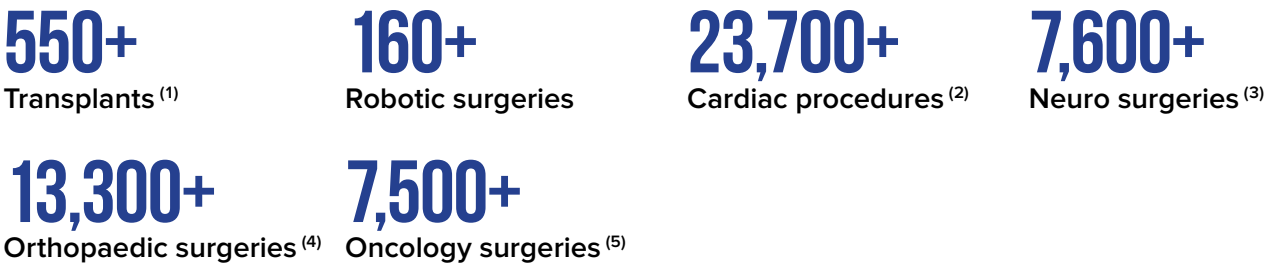 550+ 160+ 23,700+ 7,600+
Transplants (1) Robotic surgeries Cardiac procedures (2) Neuro surgeries (3)
13,300+ 7,500+
Orthopaedic surgeries (4) Oncology surgeries (5)